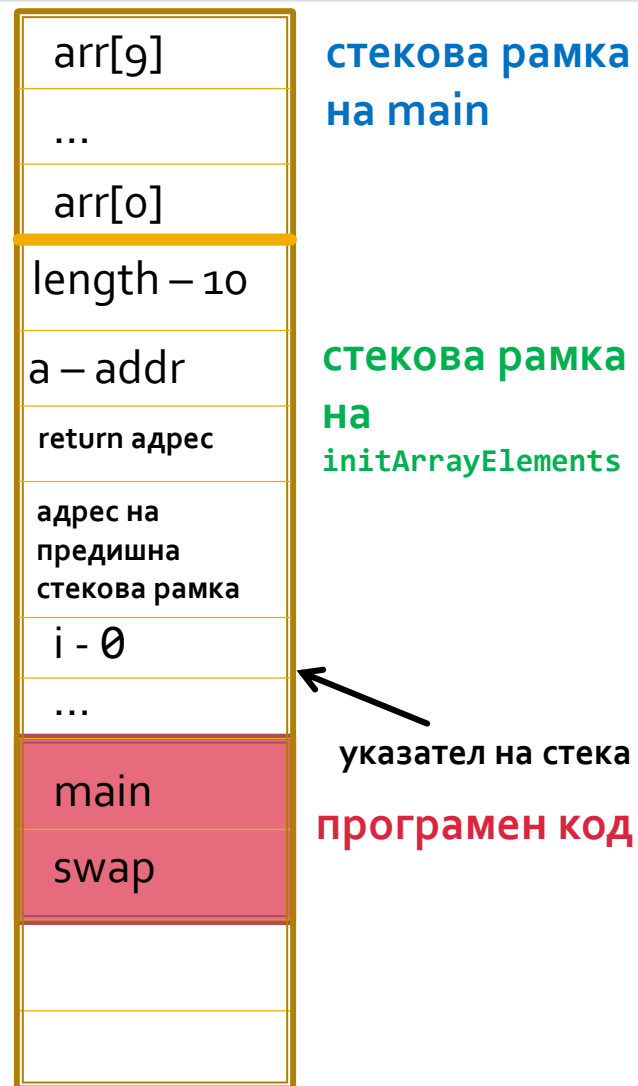 arr[9]
...
arr[0]
length – 10
a – addr
return адрес
адрес на
предишна
стекова рамка
i - 0
...
main
swap
стекова рамка
на main
стекова рамка
на
initArrayElements
указател на стека
програмен код